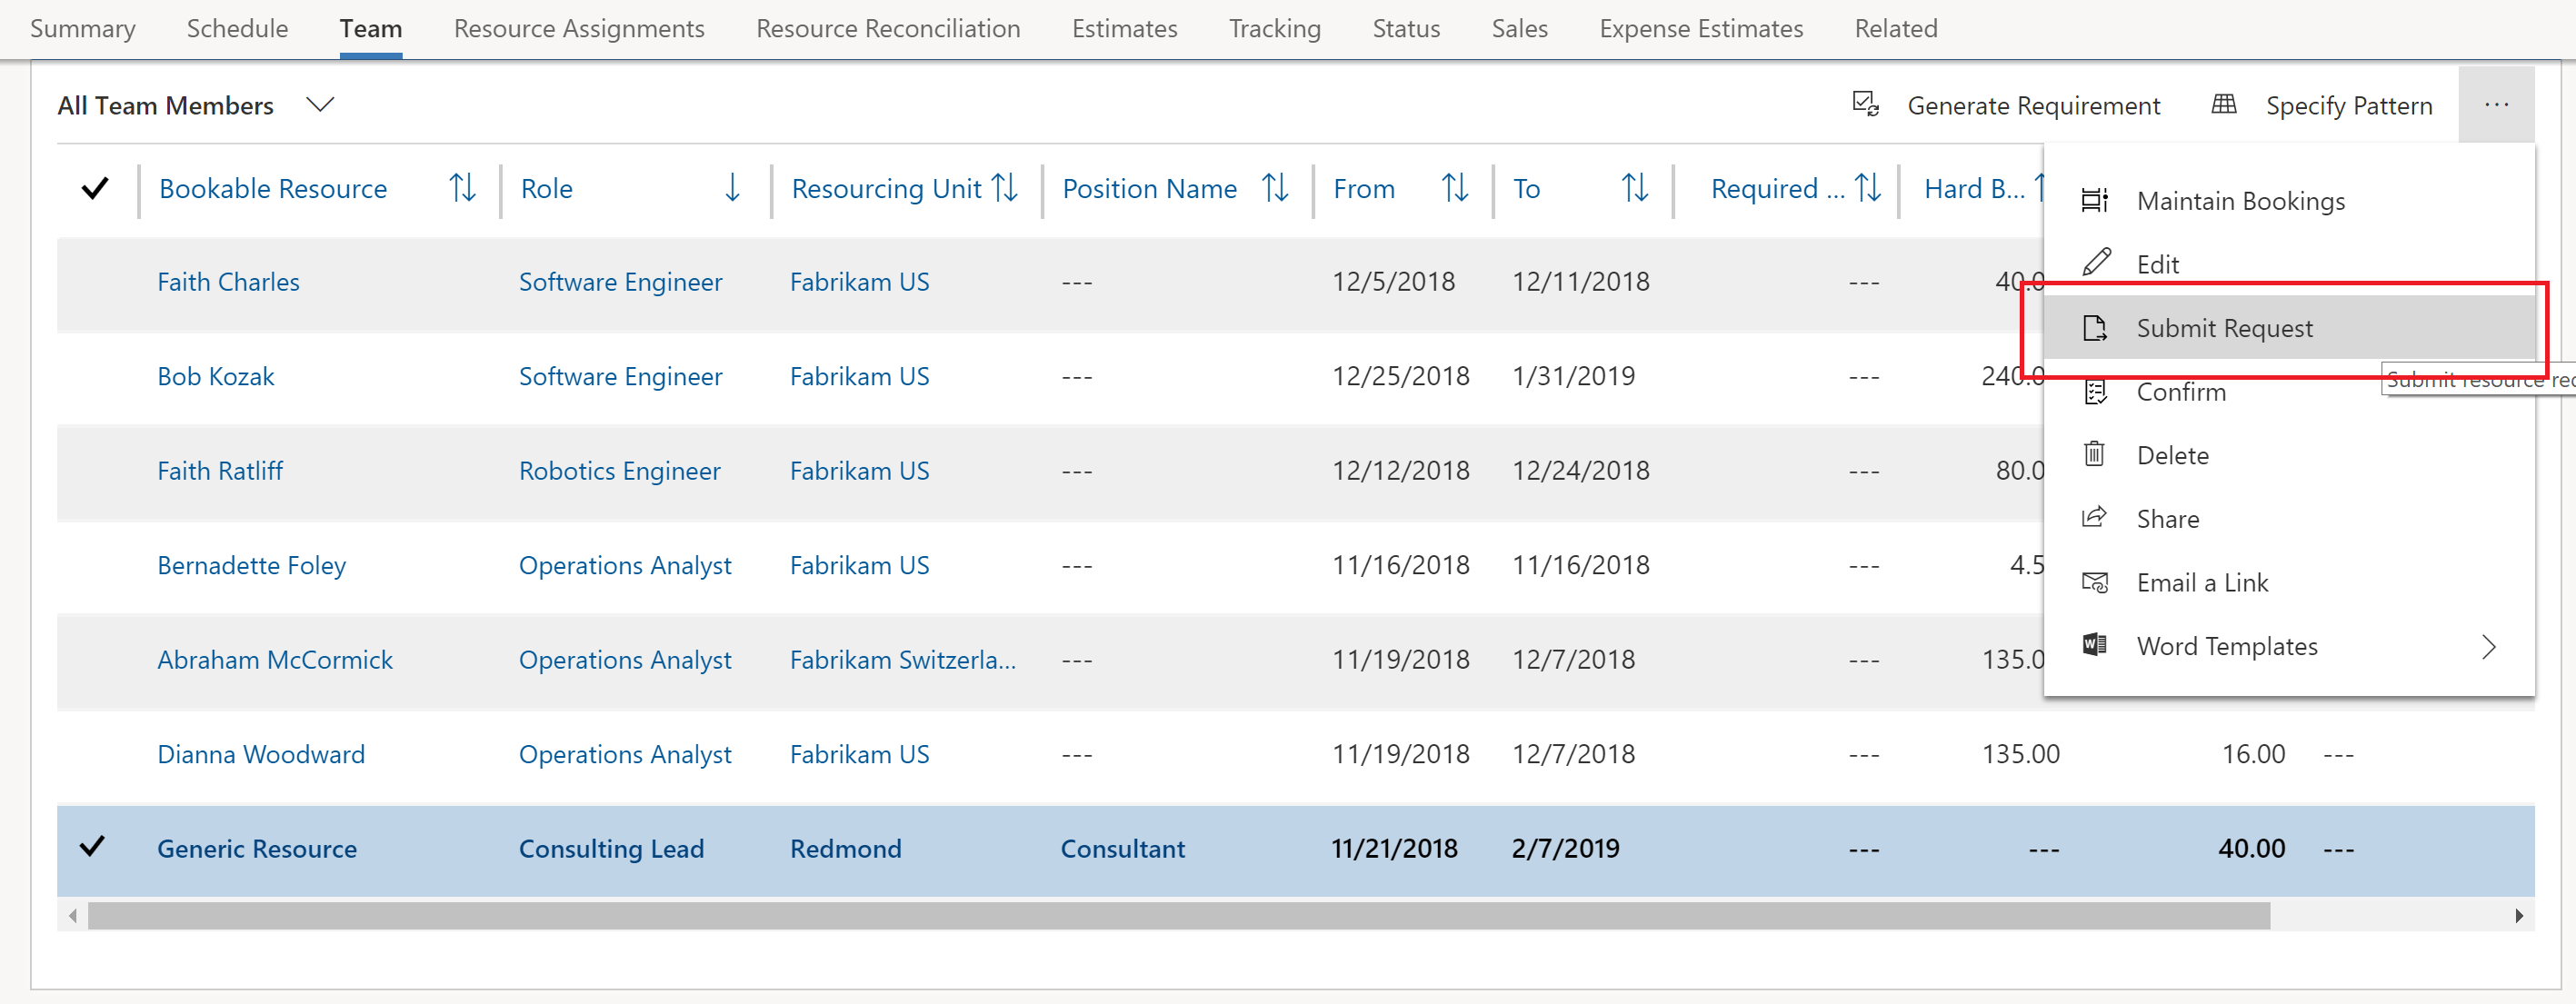 Summary Schedule Team Resource Assignments Resource Reconciliation Estimates Tracking Status Sales Expense Estimates Related
All Team Members Generate Requirement Specify Pattern ...
Bookable Resource Role Resourcing Unit Position Name From To Required ... Hard B...
Faith Charles Software Engineer Fabrikam US --- 12/5/2018 12/11/2018 --- 40.0
Bob Kozak Software Engineer Fabrikam US --- 12/25/2018 1/31/2019 --- 240.0
Faith Ratliff Robotics Engineer Fabrikam US --- 12/12/2018 12/24/2018 --- 80.0
Bernadette Foley Operations Analyst Fabrikam US --- 11/16/2018 11/16/2018 --- 4.5
Abraham McCormick Operations Analyst Fabrikam Switzerla... --- 11/19/2018 12/7/2018 --- 135.0
Dianna Woodward Operations Analyst Fabrikam US --- 11/19/2018 12/7/2018 --- 135.00 16.00 ---
Generic Resource Consulting Lead Redmond Consultant 11/21/2018 2/7/2019 --- --- 40.00 ---
Maintain Bookings
Edit
Submit Request
Submit resource
Confirm
Delete
Share
Email a Link
Word Templates